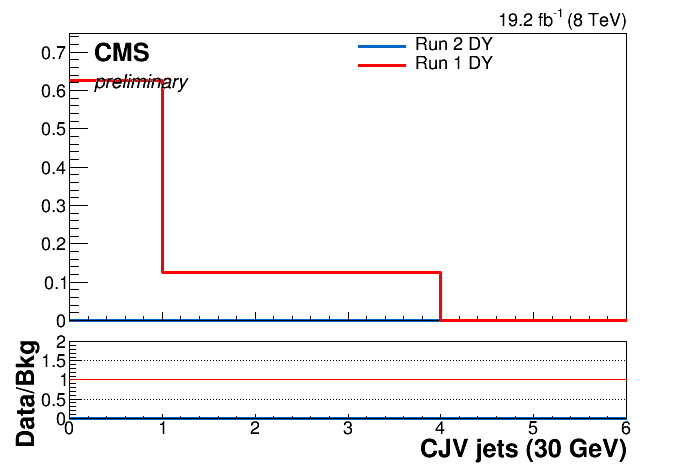 19.2 fb-1 (8 TeV)
CMS
preliminary
Run 2 DY
Run 1 DY
0.7
0.6
0.5
0.4
0.3
0.2
0.1
0
Data/Bkg
2
1.5
1
0.5
0
0 1 2 3 4 5 6
CJV jets (30 GeV)